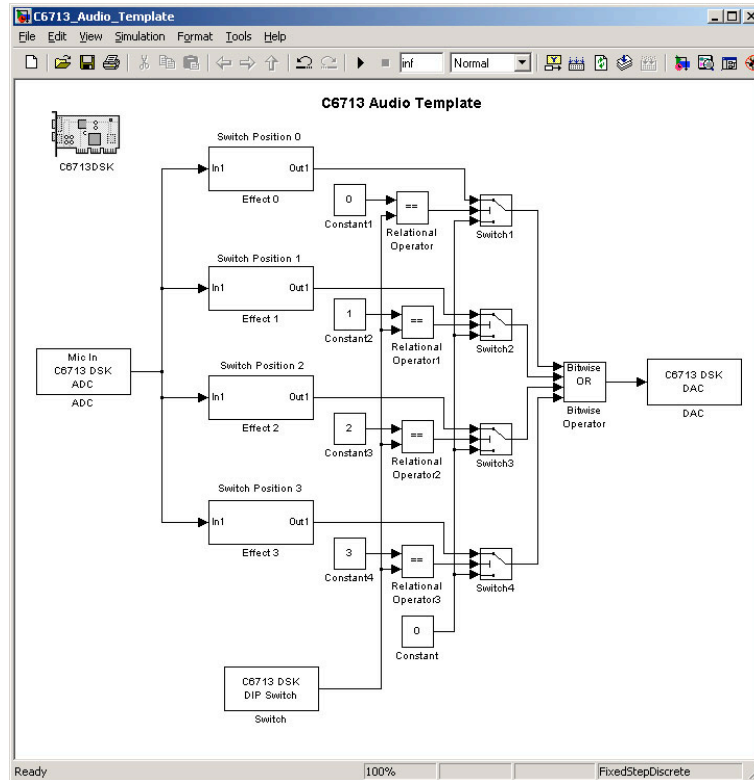 C6713_Audio_Template
File Edit View Simulation Format Tools Help
inf Normal
C6713 Audio Template
C6713DSK
Switch Position 0
In1 Out1
Effect 0
0
Constant1
==
Relational
Operator
Switch1
Switch Position 1
In1 Out1
Effect 1
1
Constant2
==
Relational
Operator1
Switch2
Mic In
C6713 DSK
ADC
ADC
Switch Position 2
In1 Out1
Effect 2
2
Constant3
==
Relational
Operator2
Switch3
Bitwise
OR
Bitwise
Operator
C6713 DSK
DAC
DAC
Switch Position 3
In1 Out1
Effect 3
3
Constant4
==
Relational
Operator3
Switch4
0
Constant
C6713 DSK
DIP Switch
Switch
Ready 100% FixedStepDiscrete